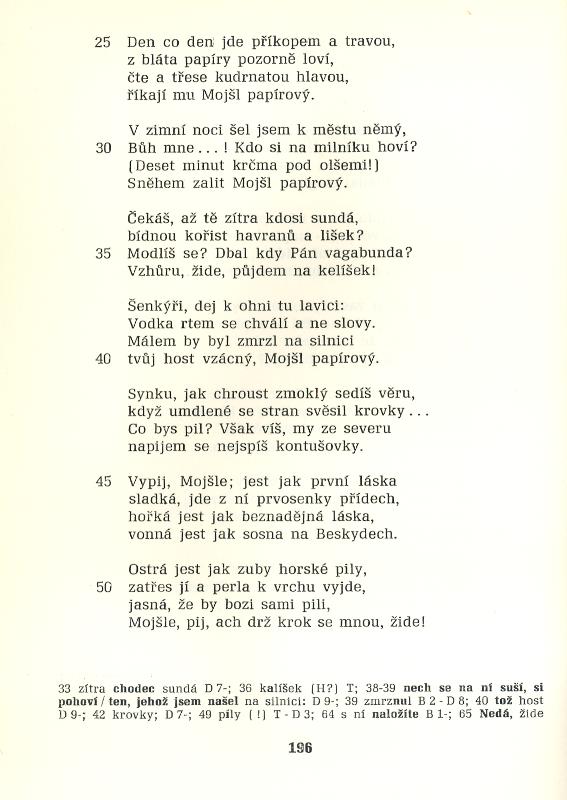 25 Den co den jde příkopem a travou,
z bláta papíry pozorně loví,
čte a třese kudrnatou hlavou,
říkají mu Mojšl papírový.
V zimní noci šel jsem k městu němý,
30 Bůh mne...! Kdo si na milníku hoví?
(Deset minut krčma pod olšemi!)
Sněhem zalit Mojšl papírový.
Čekáš, až tě zítra kdosi sundá,
bídnou kořist havranů a lišek?
35 Modlíš se? Dbal kdy Pán vagabunda?
Vzhůru, žide, půjdem na kelíšek!
Šenkýři, dej k ohni tu lavici:
Vodka rtem se chválí a ne slovy.
Málem by byl zmrzl na silnici
40 tvůj host vzácný, Mojšl papírový.
Synku, jak chroust zmoklý sedíš věru,
když umdlené se stran svěsil krovky...
Co bys pil? Však víš, my ze severu
napijem se nejspíš kontušovky.
45 Vypij, Mojšle; jest jak první láska
sladká, jde z ní prvosenky přídech,
hořká jest jak beznadějná láska,
vonná jest jak sosna na Beskydech.
Ostrá jest jak zuby horské pily,
50 zatřes jí a perla k vrchu vyjde,
jasná, že by bozi sami pili,
Mojšle, pij, ach drž krok se mnou, žide!
33 zítra chodec sundá D 7-; 36 kalíšek (H?) T; 38-39 nech se na ní suší, si
pohoví / ten, jehož jsem našel na silnici: D 9-; 39 zmrznul B 2 - D 8; 40 tož host
D 9-; 42 krovky; D 7-; 49 pily (!) T - D 3; 64 s ní naložíte B 1-; 65 Nedá, žide
196